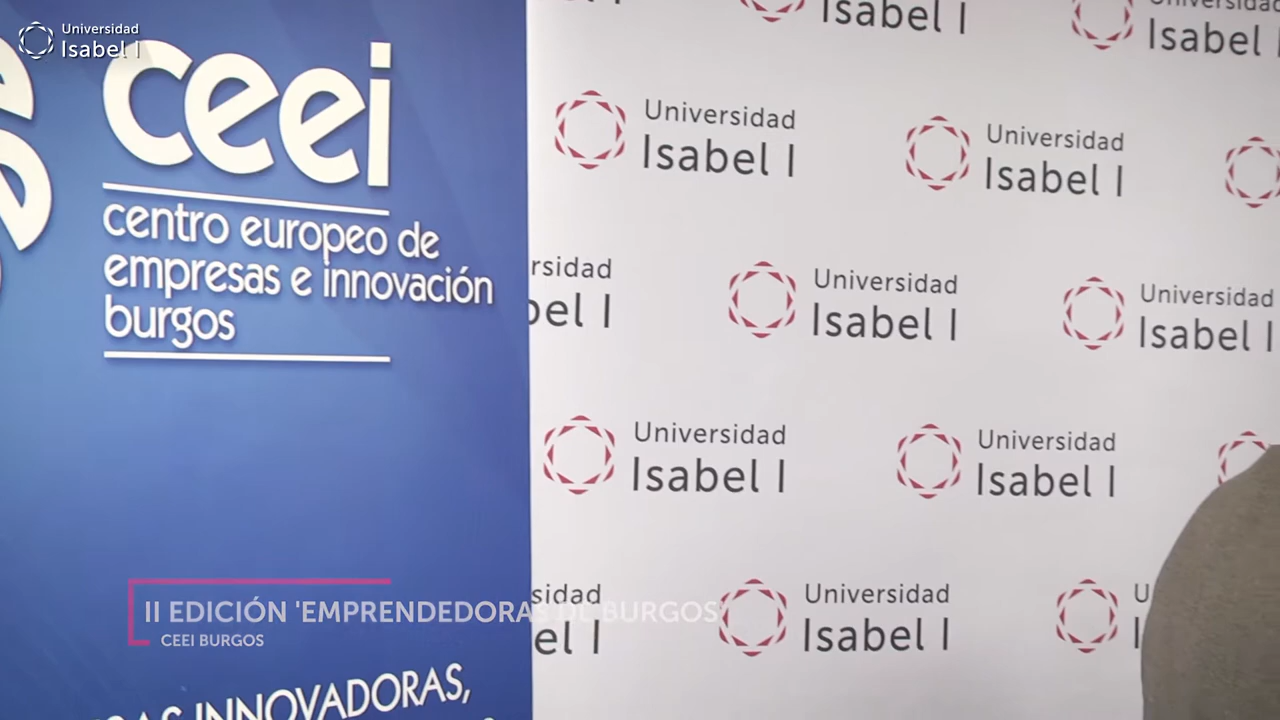 Universidad
Isabel I
ceei
centro europeo de
empresas e innovación
burgos
Isabel I
Isabel
Universidad
Isabel I
Universidad
Isabel I
Universidad
Isabel I
Universidad
Isabel I
Universidad
Isabel I
Universidad
Isabel I
Universidad
Isabel I
II EDICIÓN 'EMPRENDEDORAS DE BURGOS'
CEEI BURGOS
INNOVADORAS,